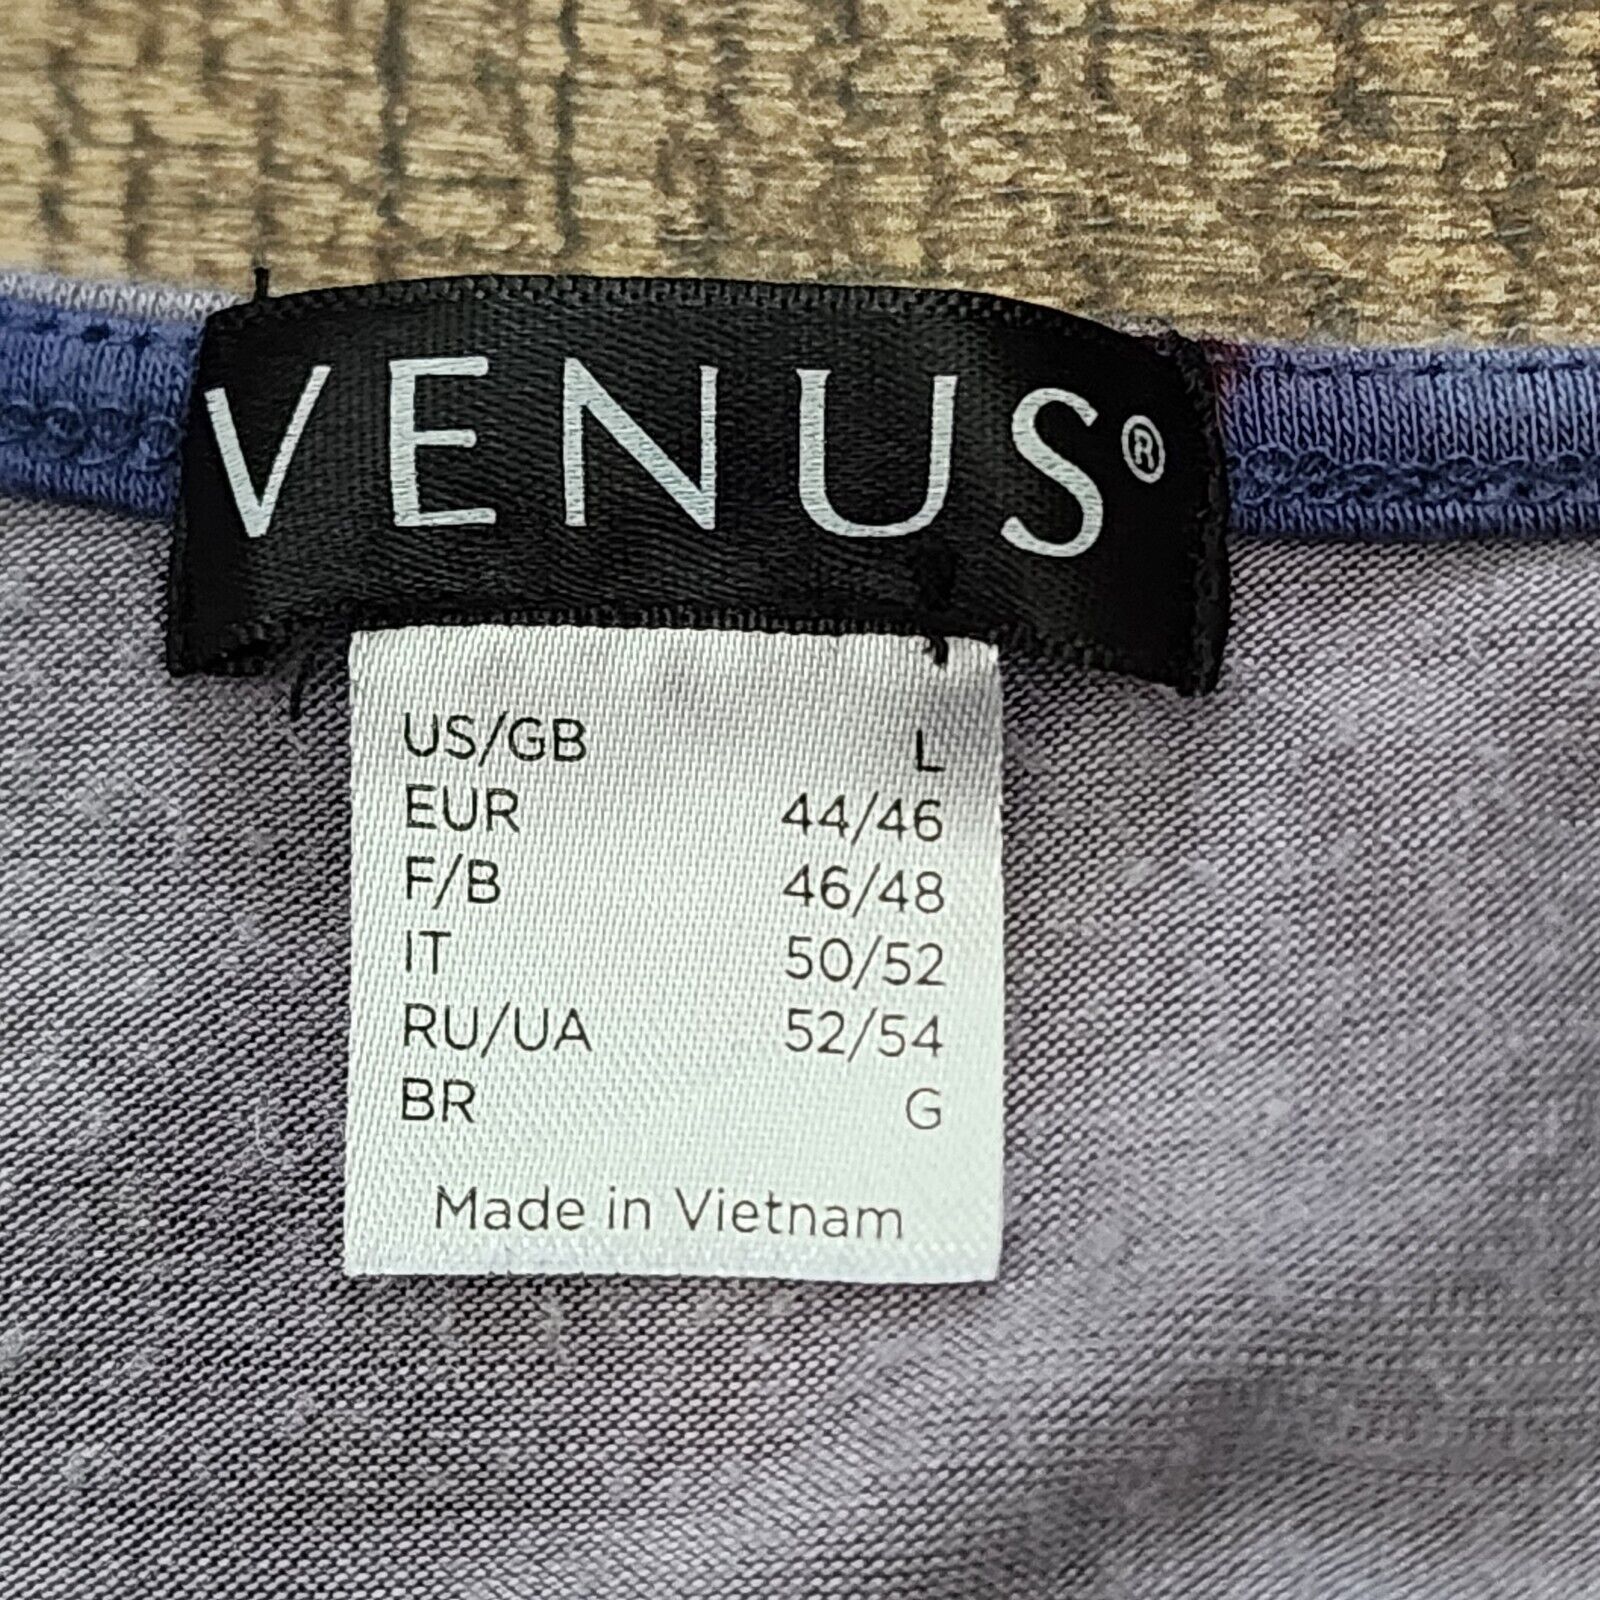 VENUS®
US/GB L
EUR 44/46
F/B 46/48
IT 50/52
RU/UA 52/54
BR G
Made in Vietnam